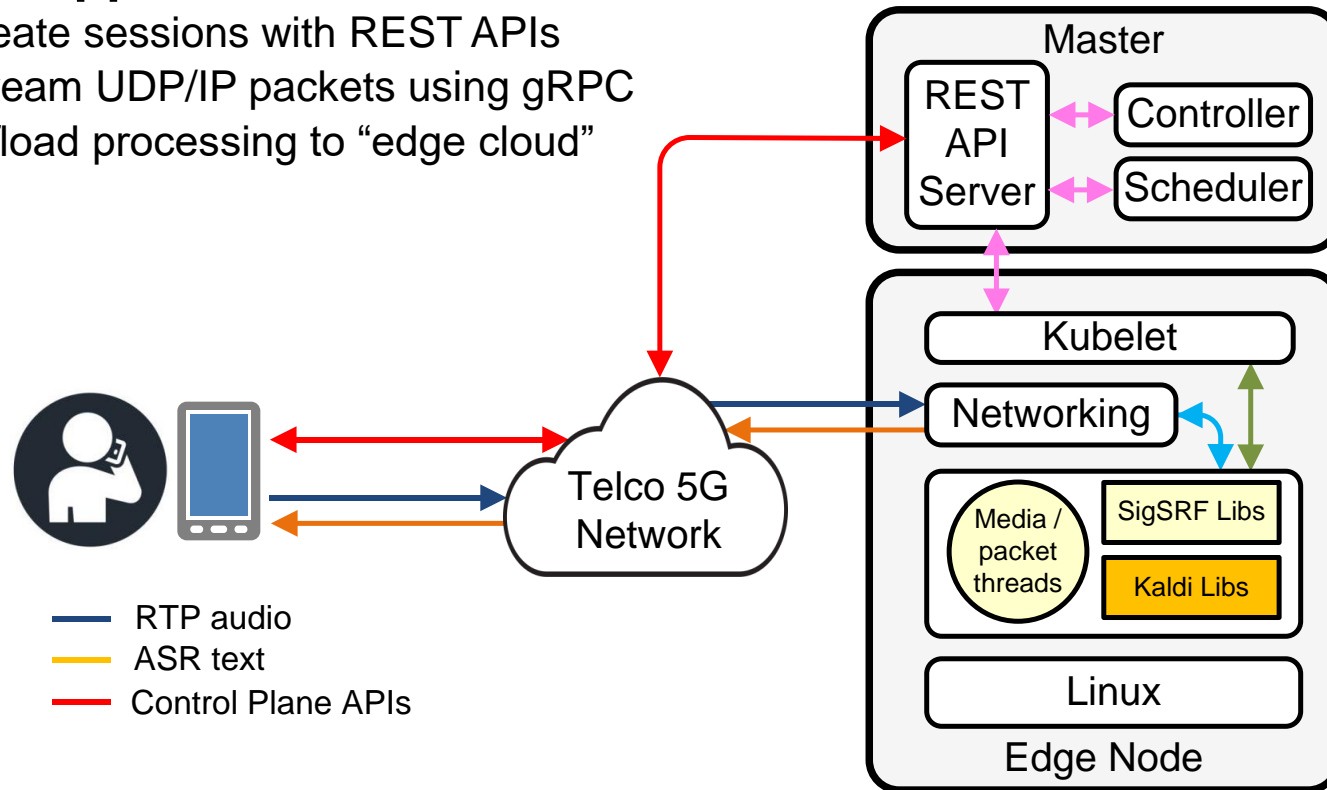 eate sessions with REST APIs
eam UDP/IP packets using gRPC
load processing to “edge cloud”
Master
REST
API
Server
Controller
Scheduler
Kubelet
Networking
Telco 5G
Network
Media /
packet
threads
SigSRF Libs
Kaldi Libs
Linux
Edge Node
RTP audio
ASR text
Control Plane APIs